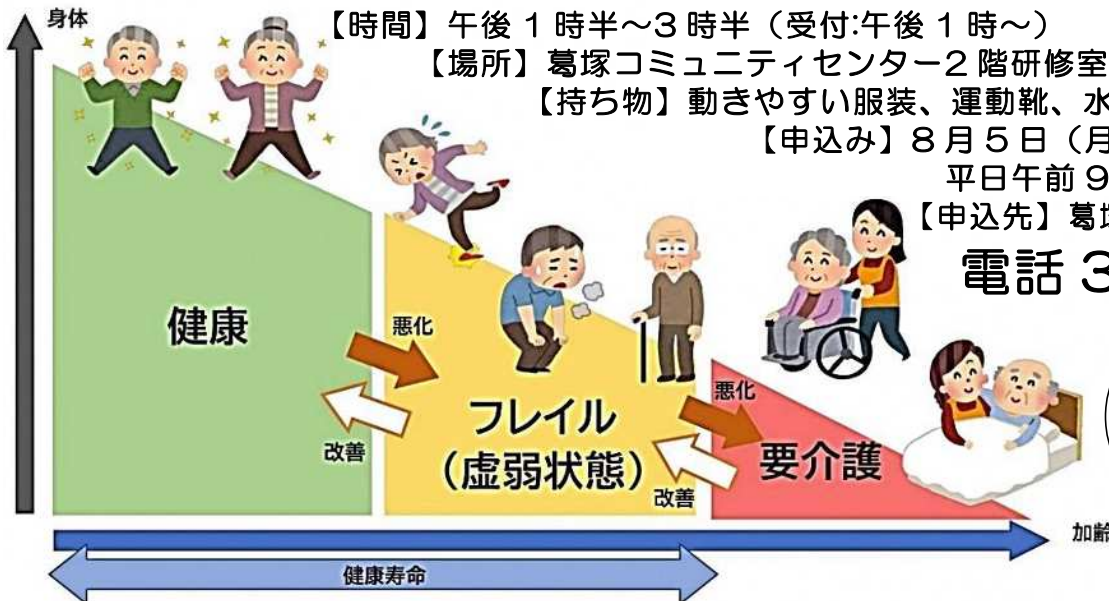 身体
【時間】午後1時半～3時半（受付:午後1時～）
【場所】葛塚コミュニティセンター2階研修室
【持ち物】動きやすい服装、運動靴、水
【申込み】8月5日（月
平日午前9
【申込先】葛塚
電話3
健康
悪化
改善
フレイル
（虚弱状態）
悪化
改善
要介護
加齢
健康寿命